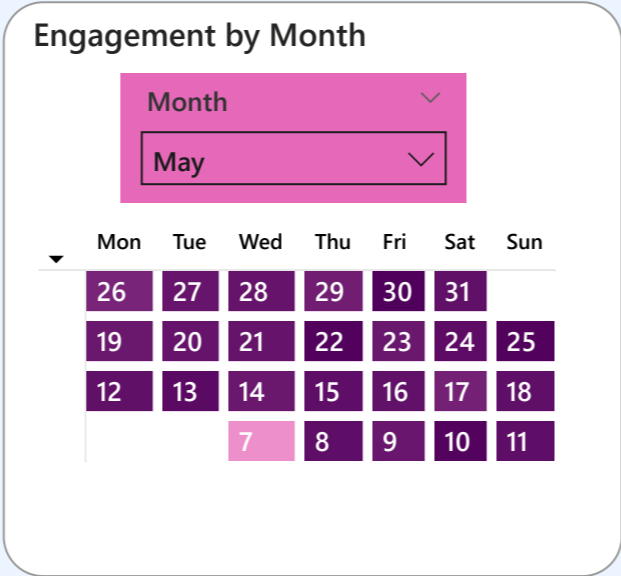 Engagement by Month
Month
May
Mon Tue Wed Thu Fri Sat Sun
26 27 28 29 30 31
19 20 21 22 23 24 25
12 13 14 15 16 17 18
7 8 9 10 11